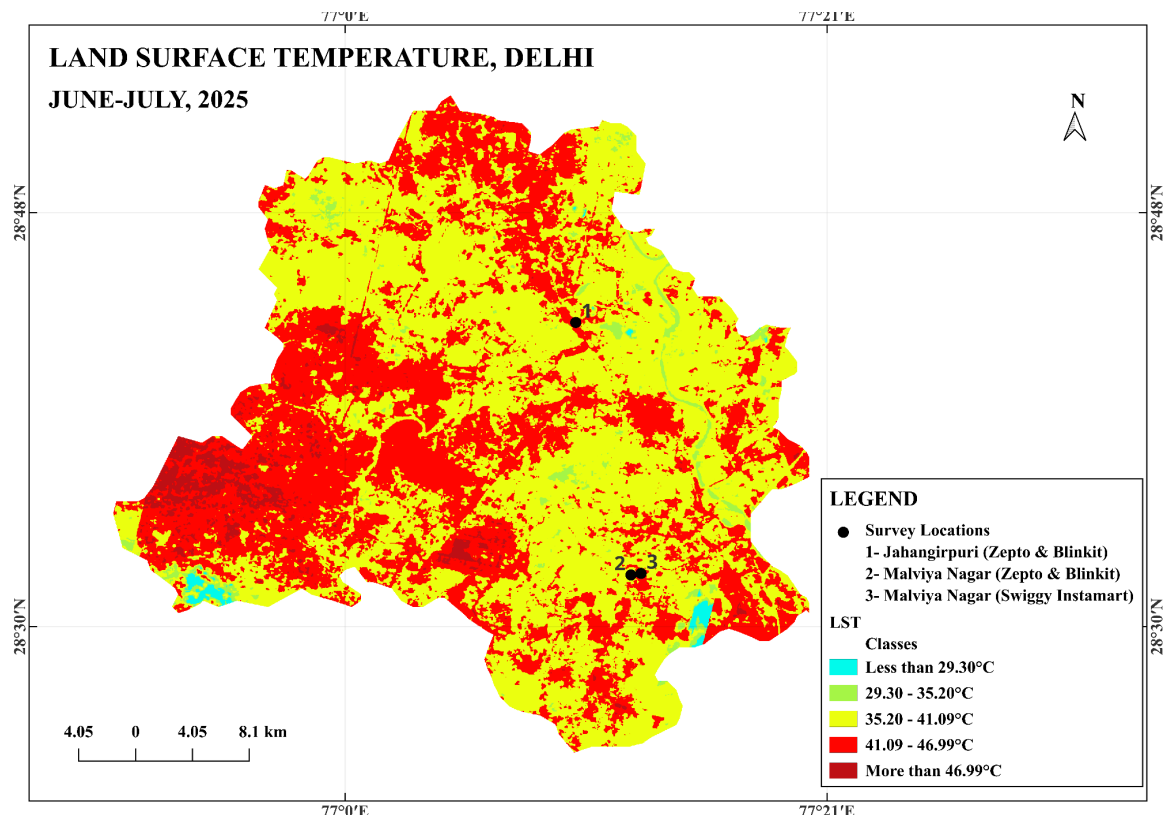 77°0′E 77°21′E
LAND SURFACE TEMPERATURE, DELHI
JUNE-JULY, 2025
N
28°48′N 28°48′N
1
2 3
28°30′N 28°30′N
LEGEND
Survey Locations
1- Jahangirpuri (Zepto & Blinkit)
2- Malviya Nagar (Zepto & Blinkit)
3- Malviya Nagar (Swiggy Instamart)
LST
Classes
Less than 29.30°C
29.30 - 35.20°C
35.20 - 41.09°C
41.09 - 46.99°C
More than 46.99°C
4.05 0 4.05 8.1 km
77°0′E 77°21′E